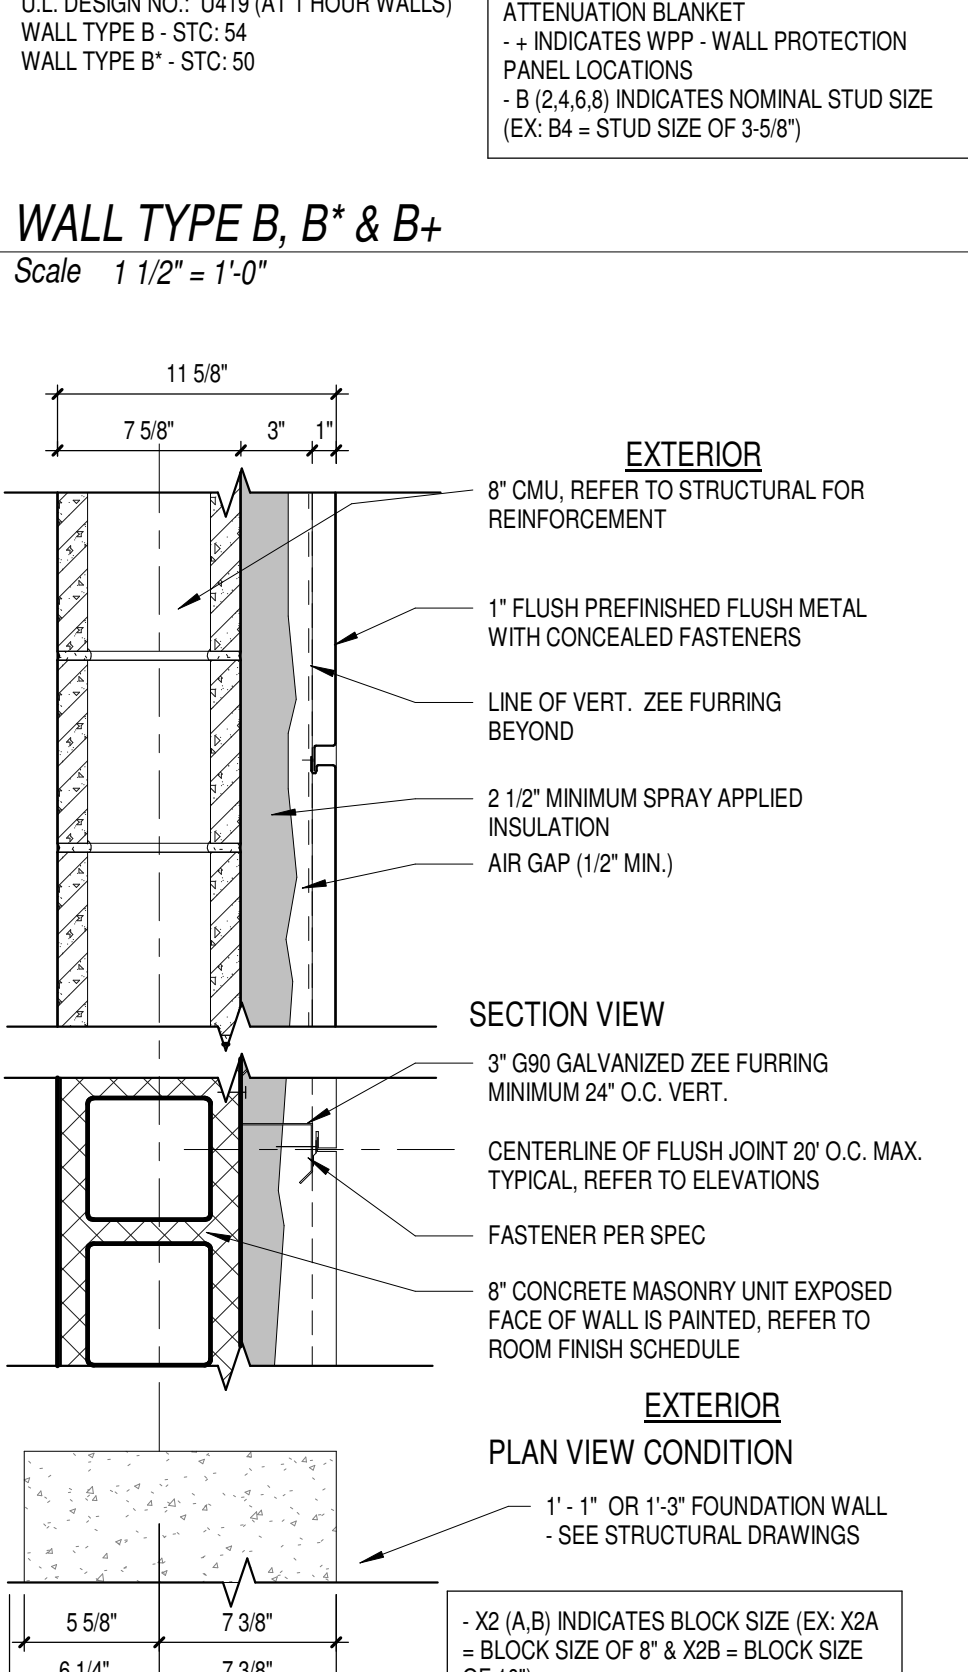 U.L. DESIGN NO.: U419 (AT 1 HOUR WALLS)
WALL TYPE B - STC: 54
WALL TYPE B* - STC: 50
ATTENUATION BLANKET
- + INDICATES WPP - WALL PROTECTION
PANEL LOCATIONS
- B (2,4,6,8) INDICATES NOMINAL STUD SIZE
(EX: B4 = STUD SIZE OF 3-5/8")
WALL TYPE B, B* & B+
Scale 1 1/2" = 1'-0"
11 5/8"
7 5/8" 3" 1"
EXTERIOR
8" CMU, REFER TO STRUCTURAL FOR
REINFORCEMENT
1" FLUSH PREFINISHED FLUSH METAL
WITH CONCEALED FASTENERS
LINE OF VERT. ZEE FURRING
BEYOND
2 1/2" MINIMUM SPRAY APPLIED
INSULATION
AIR GAP (1/2" MIN.)
SECTION VIEW
3" G90 GALVANIZED ZEE FURRING
MINIMUM 24" O.C. VERT.
CENTERLINE OF FLUSH JOINT 20' O.C. MAX.
TYPICAL, REFER TO ELEVATIONS
FASTENER PER SPEC
8" CONCRETE MASONRY UNIT EXPOSED
FACE OF WALL IS PAINTED, REFER TO
ROOM FINISH SCHEDULE
EXTERIOR
PLAN VIEW CONDITION
1' - 1" OR 1'-3" FOUNDATION WALL
- SEE STRUCTURAL DRAWINGS
5 5/8" 7 3/8"
6 1/4" 7 3/8"
- X2 (A,B) INDICATES BLOCK SIZE (EX: X2A
= BLOCK SIZE OF 8" & X2B = BLOCK SIZE